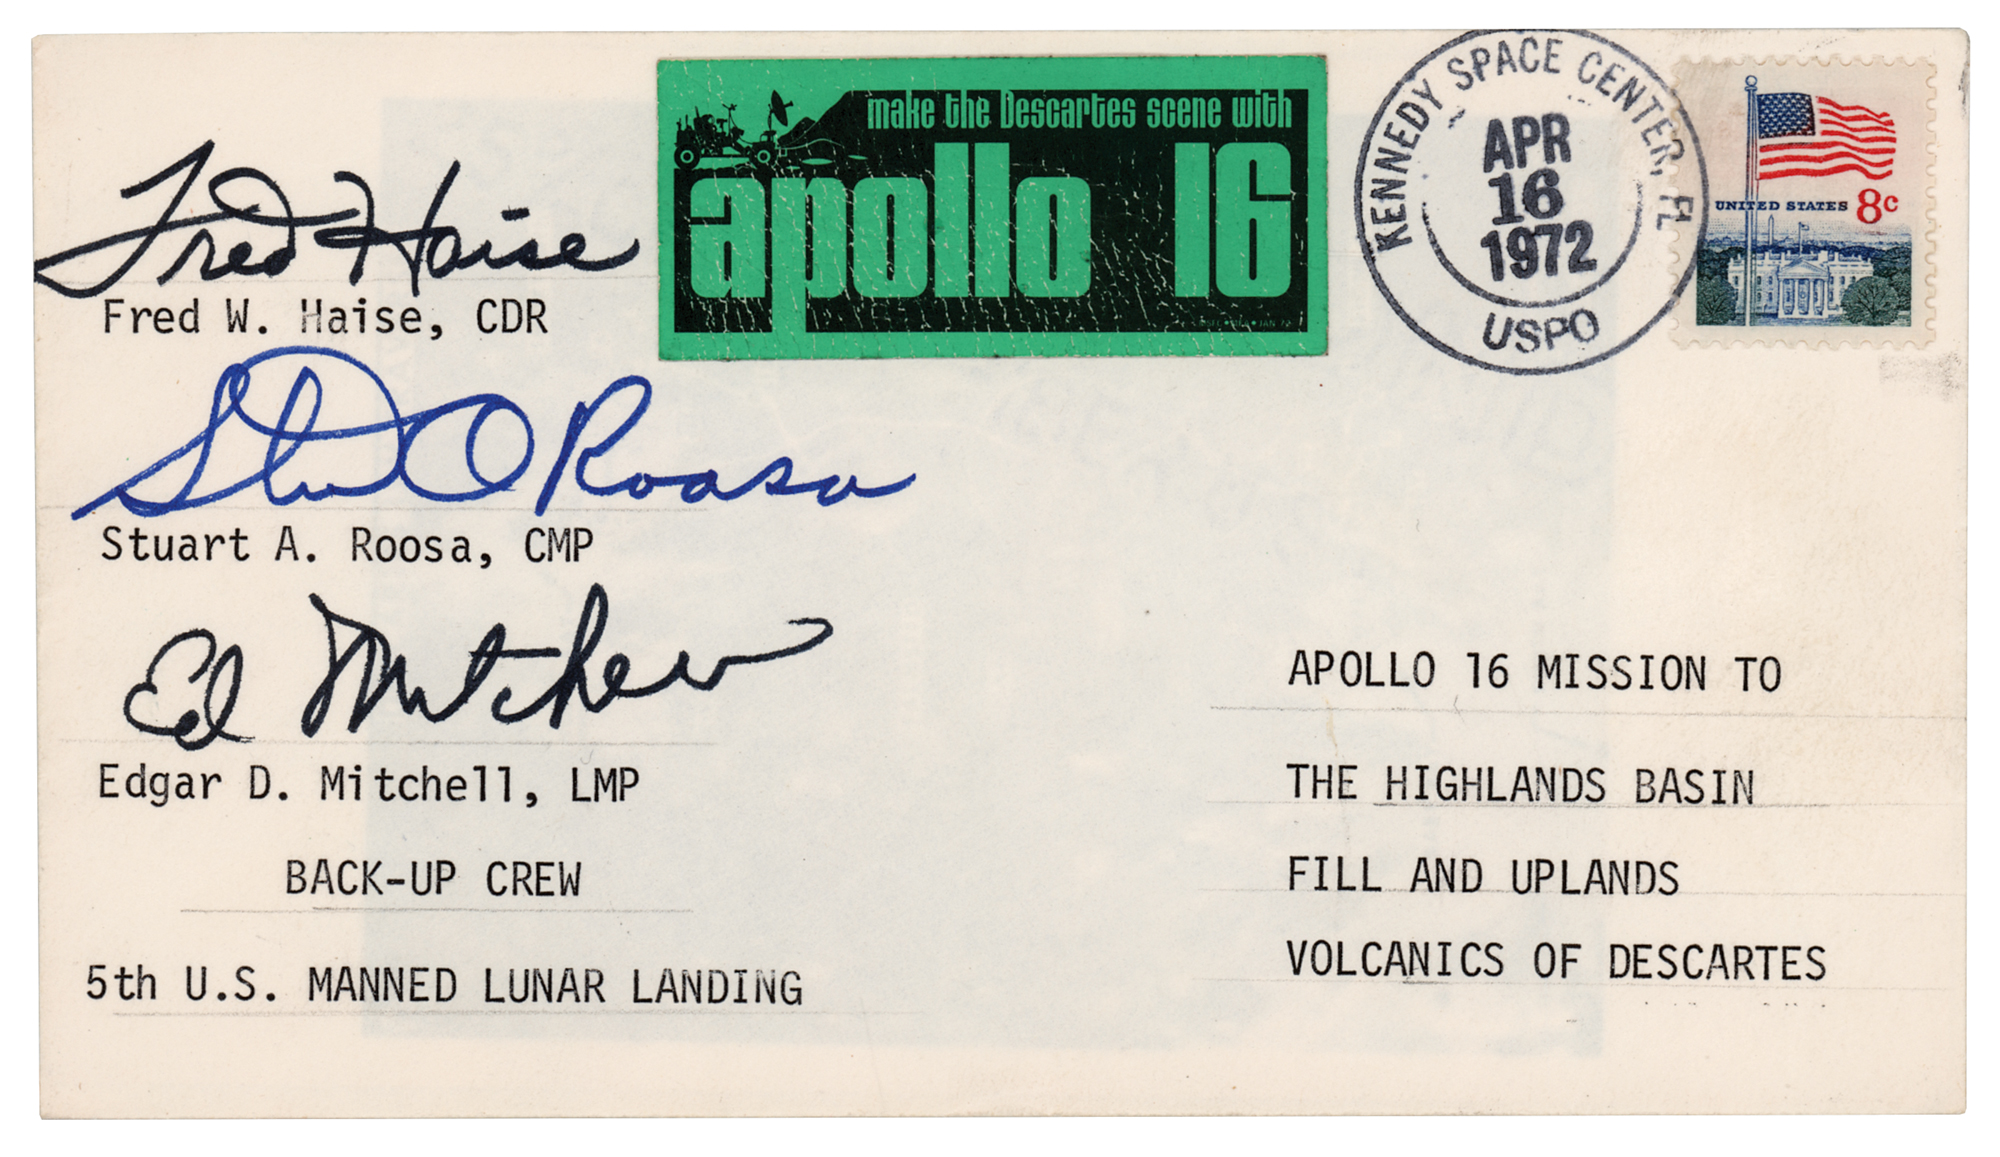 make the Descartes scene with
apollo 16
KENNEDY SPACE CENTER, FL
APR
16
1972
USPO
UNITED STATES 8c
Fred Haise
Fred W. Haise, CDR
Stuart A Roosa
Stuart A. Roosa, CMP
Ed Mitchell
Edgar D. Mitchell, LMP
BACK-UP CREW
5th U.S. MANNED LUNAR LANDING
APOLLO 16 MISSION TO
THE HIGHLANDS BASIN
FILL AND UPLANDS
VOLCANICS OF DESCARTES